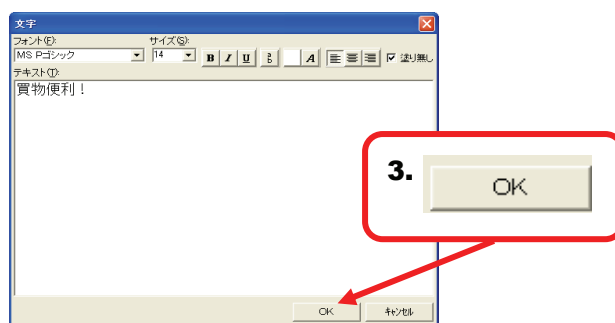 文字
フォント(F): サイズ(S):
MS Pゴシック 14 B I U A 塗り無し
テキスト(T):
買物便利！
3. OK
OK キャンセル